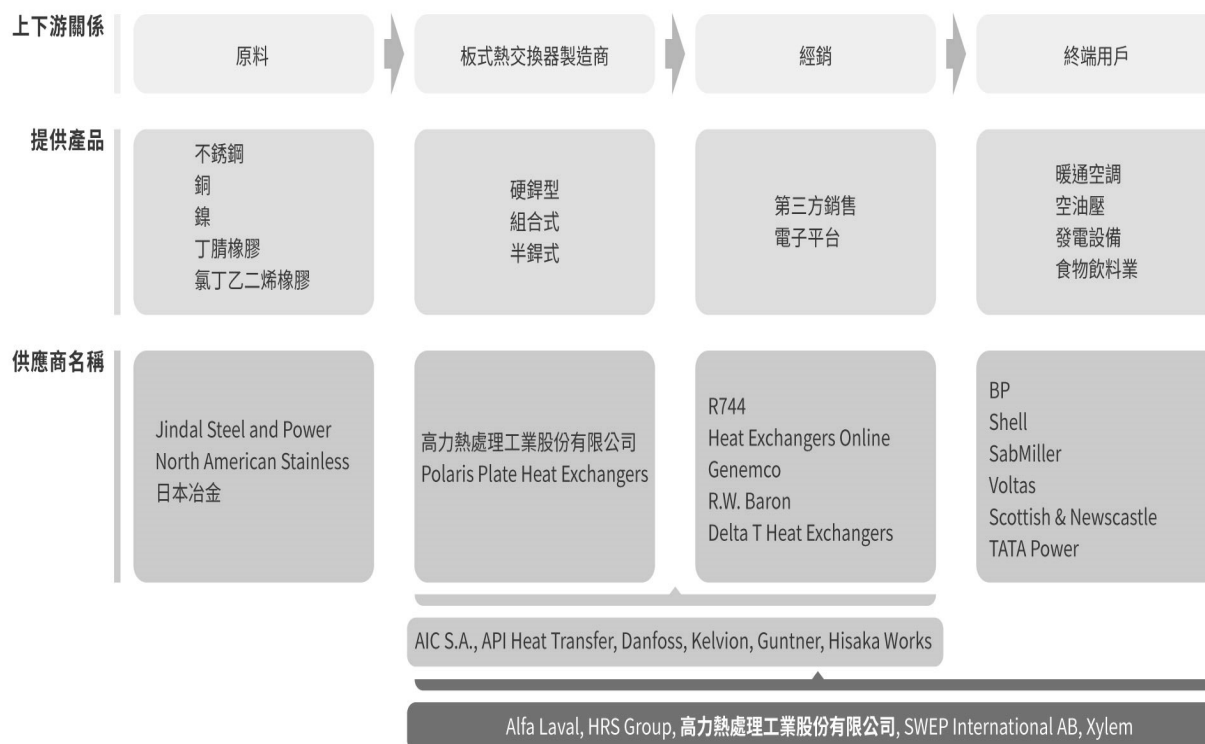 上下游關係
原料
板式熱交換器製造商
經銷
終端用戶
提供產品
不銹鋼
銅
鎳
丁腈橡膠
氯丁乙二烯橡膠
硬銲型
組合式
半銲式
第三方銷售
電子平台
暖通空調
空油壓
發電設備
食物飲料業
供應商名稱
Jindal Steel and Power
North American Stainless
日本冶金
高力熱處理工業股份有限公司
Polaris Plate Heat Exchangers
R744
Heat Exchangers Online
Genemco
R.W. Baron
Delta T Heat Exchangers
BP
Shell
SabMiller
Voltas
Scottish & Newscastle
TATA Power
AIC S.A., API Heat Transfer, Danfoss, Kelvion, Guntner, Hisaka Works
Alfa Laval, HRS Group, 高力熱處理工業股份有限公司, SWEP International AB, Xylem